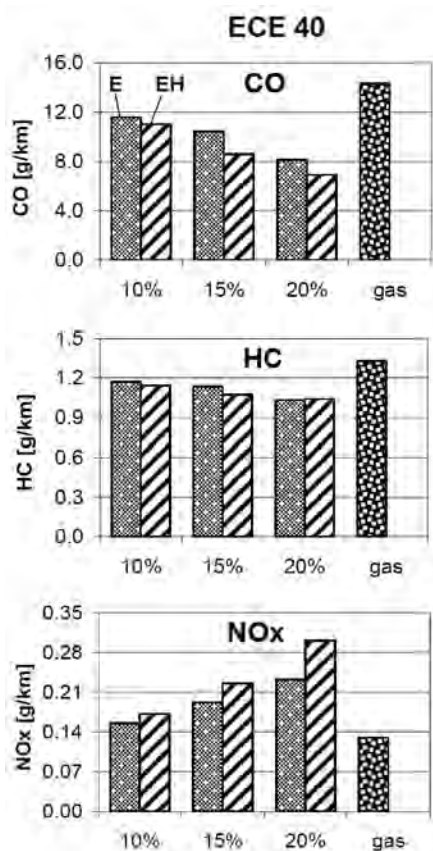 ECE 40
CO
E EH
CO [g/km]
16.0
12.0
8.0
4.0
0.0
10% 15% 20% gas
HC
HC [g/km]
1.5
1.2
0.9
0.6
0.3
0.0
10% 15% 20% gas
NOx
NOx [g/km]
0.35
0.28
0.21
0.14
0.07
0.00
10% 15% 20% gas